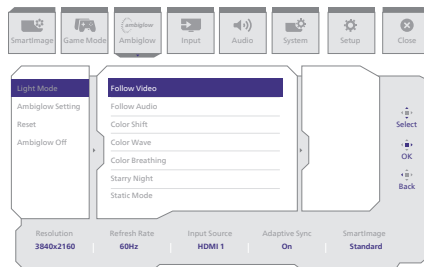 ambiglow
SmartImage
Game Mode
Ambiglow
Input
Audio
System
Setup
Close
Light Mode
Ambiglow Setting
Reset
Ambiglow Off
Follow Video
Follow Audio
Color Shift
Color Wave
Color Breathing
Starry Night
Static Mode
Select
OK
Back
Resolution
3840x2160
Refresh Rate
60Hz
Input Source
HDMI 1
Adaptive Sync
On
SmartImage
Standard